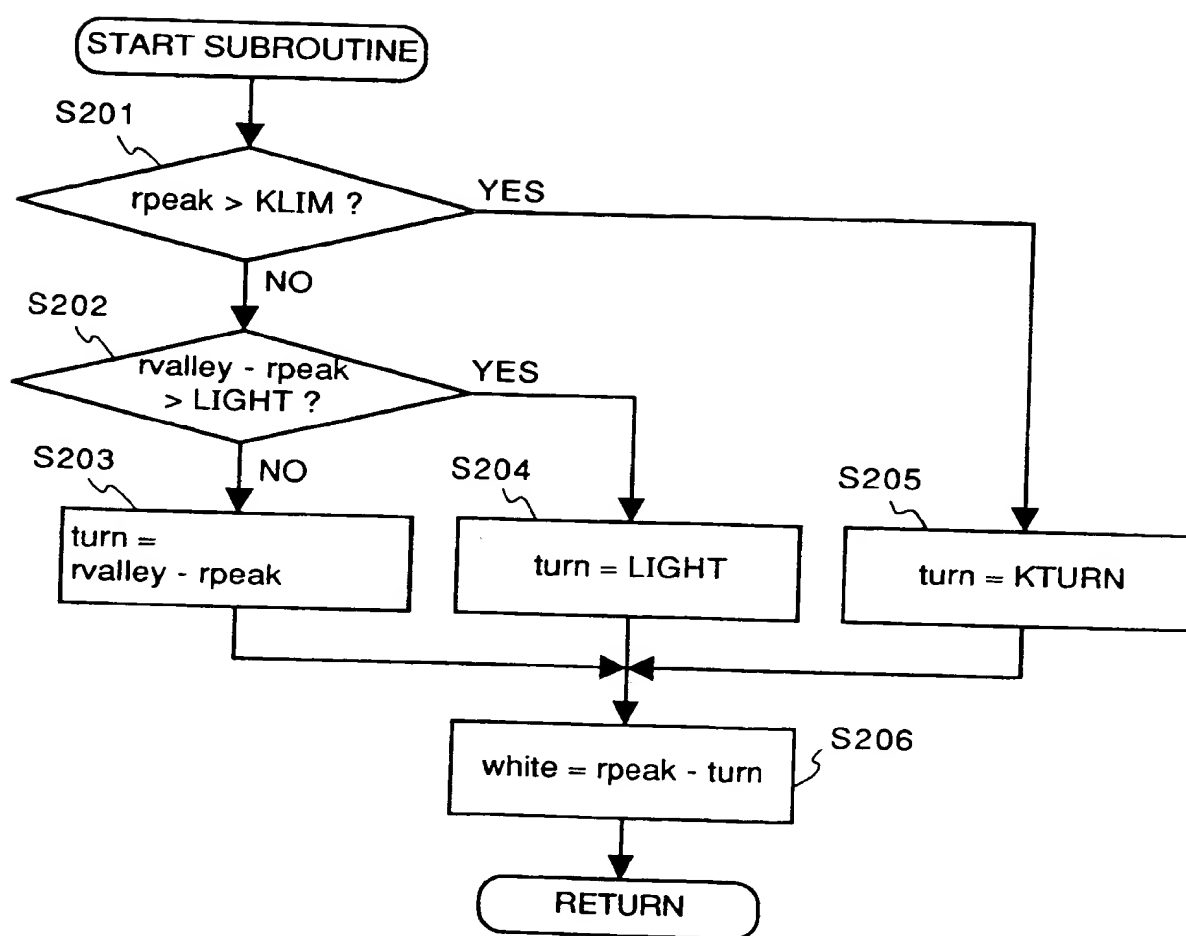 START SUBROUTINE
S201
rpeak > KLIM ?
YES
NO
S202
rvalley - rpeak
> LIGHT ?
YES
NO
S203
turn =
rvalley - rpeak
S204
turn = LIGHT
S205
turn = KTURN
white = rpeak - turn
S206
RETURN